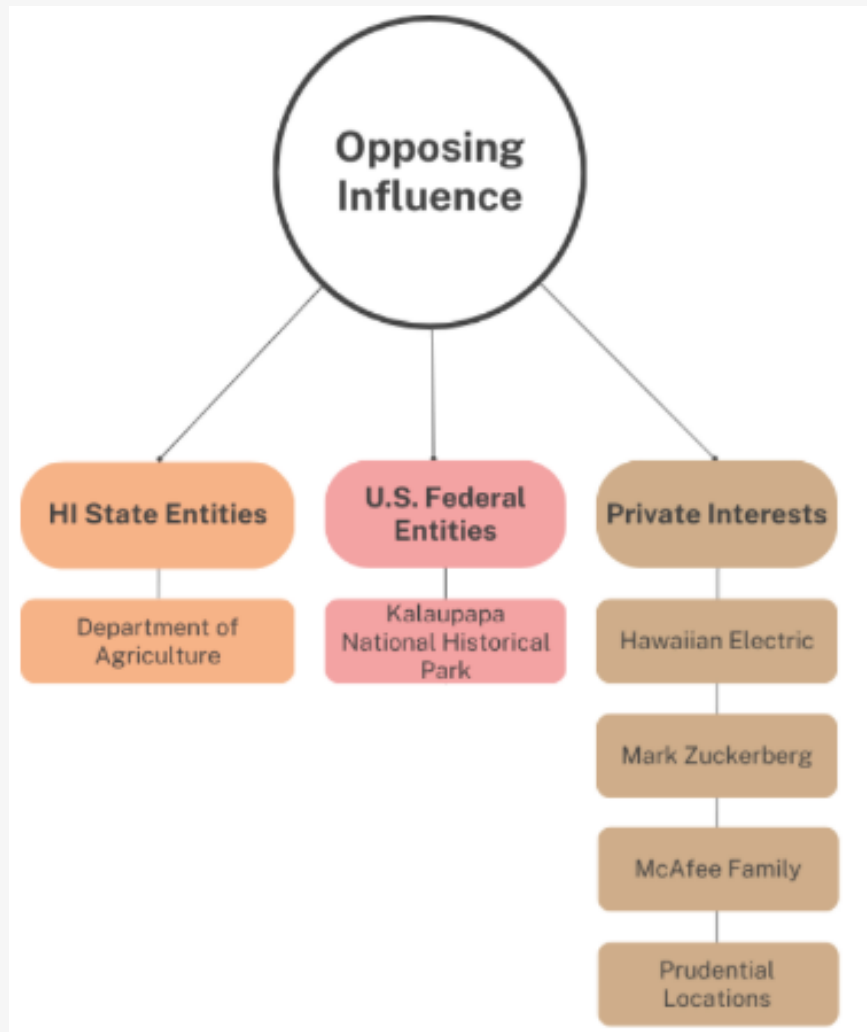 Opposing
Influence
HI State Entities
Department of
Agriculture
U.S. Federal
Entities
Kalaupapa
National Historical
Park
Private Interests
Hawaiian Electric
Mark Zuckerberg
McAfee Family
Prudential
Locations